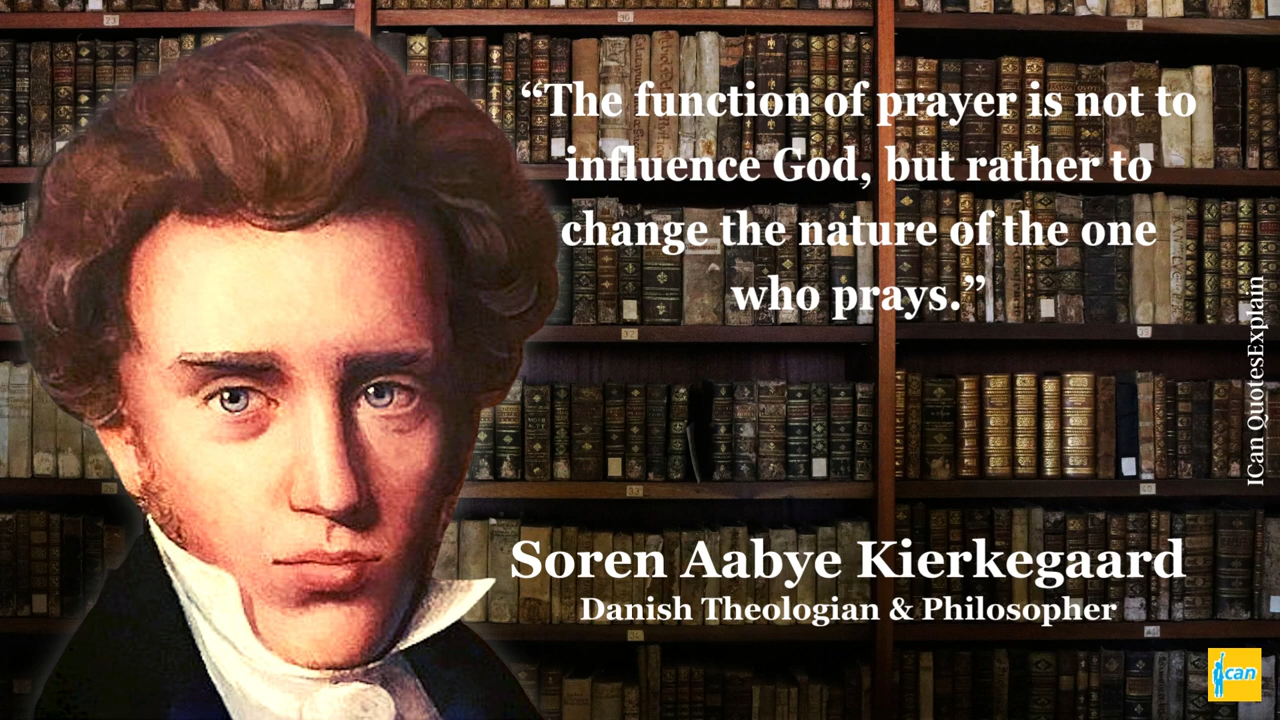 “The function of prayer is not to
influence God, but rather to
change the nature of the one
who prays.”
Soren Aabye Kierkegaard
Danish Theologian & Philosopher
ICan QuotesExplain
ican